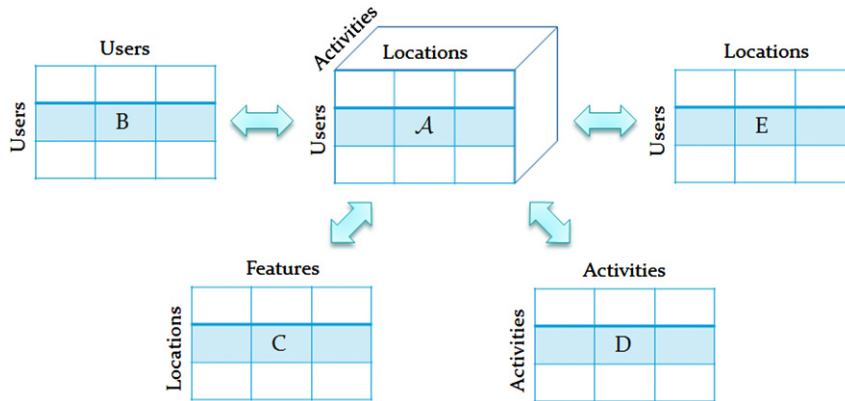 Users
Users
B
Activities
Locations
Users
𝒜
Locations
Users
E
Features
Locations
C
Activities
Activities
D